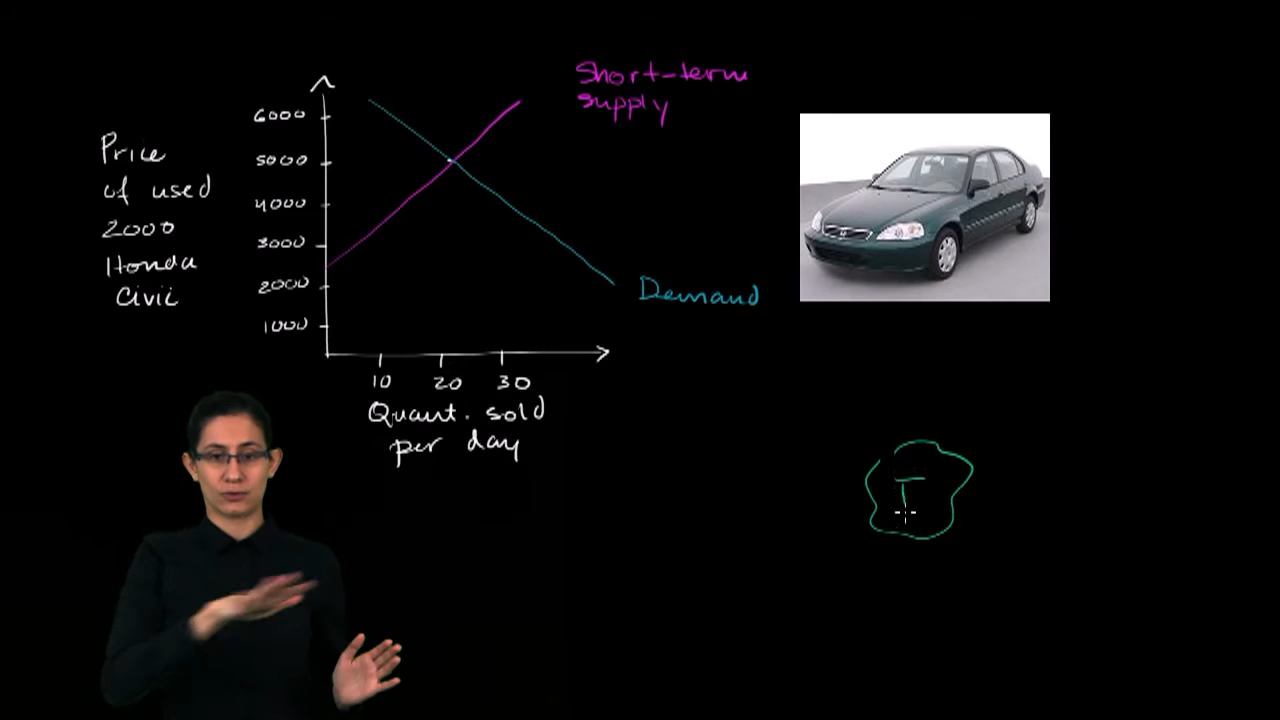 Short-term
supply
6000
5000
4000
3000
2000
1000
Price
of used
2000
Honda
Civic
Demand
10 20 30
Quant. sold
per day
T